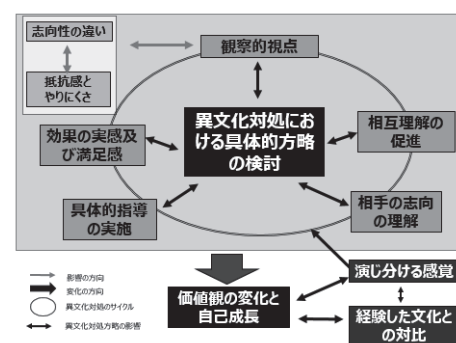 志向性の違い
抵抗感と
やりにくさ
観察的視点
異文化対処にお
ける具体的方略
の検討
相互理解の
促進
効果の実感及
び満足感
具体的指導
の実施
相手の志向
の理解
演じ分ける感覚
価値観の変化と
自己成長
経験した文化と
の対比
影響の方向
変化の方向
異文化対処のサイクル
異文化対処方略の影響